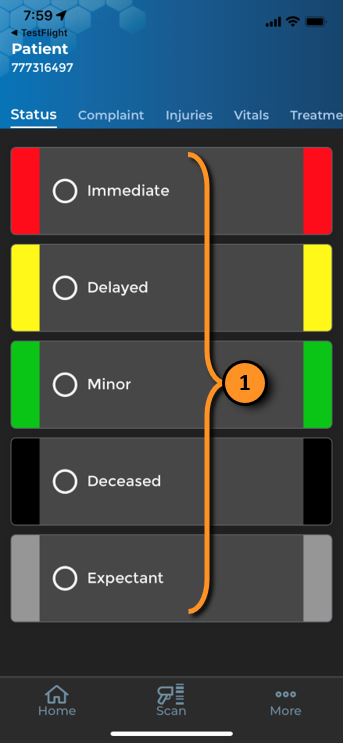 7:59
TestFlight
Patient
777316497
Status Complaint Injuries Vitals Treatme
Immediate
Delayed
Minor
1
Deceased
Expectant
Home Scan More